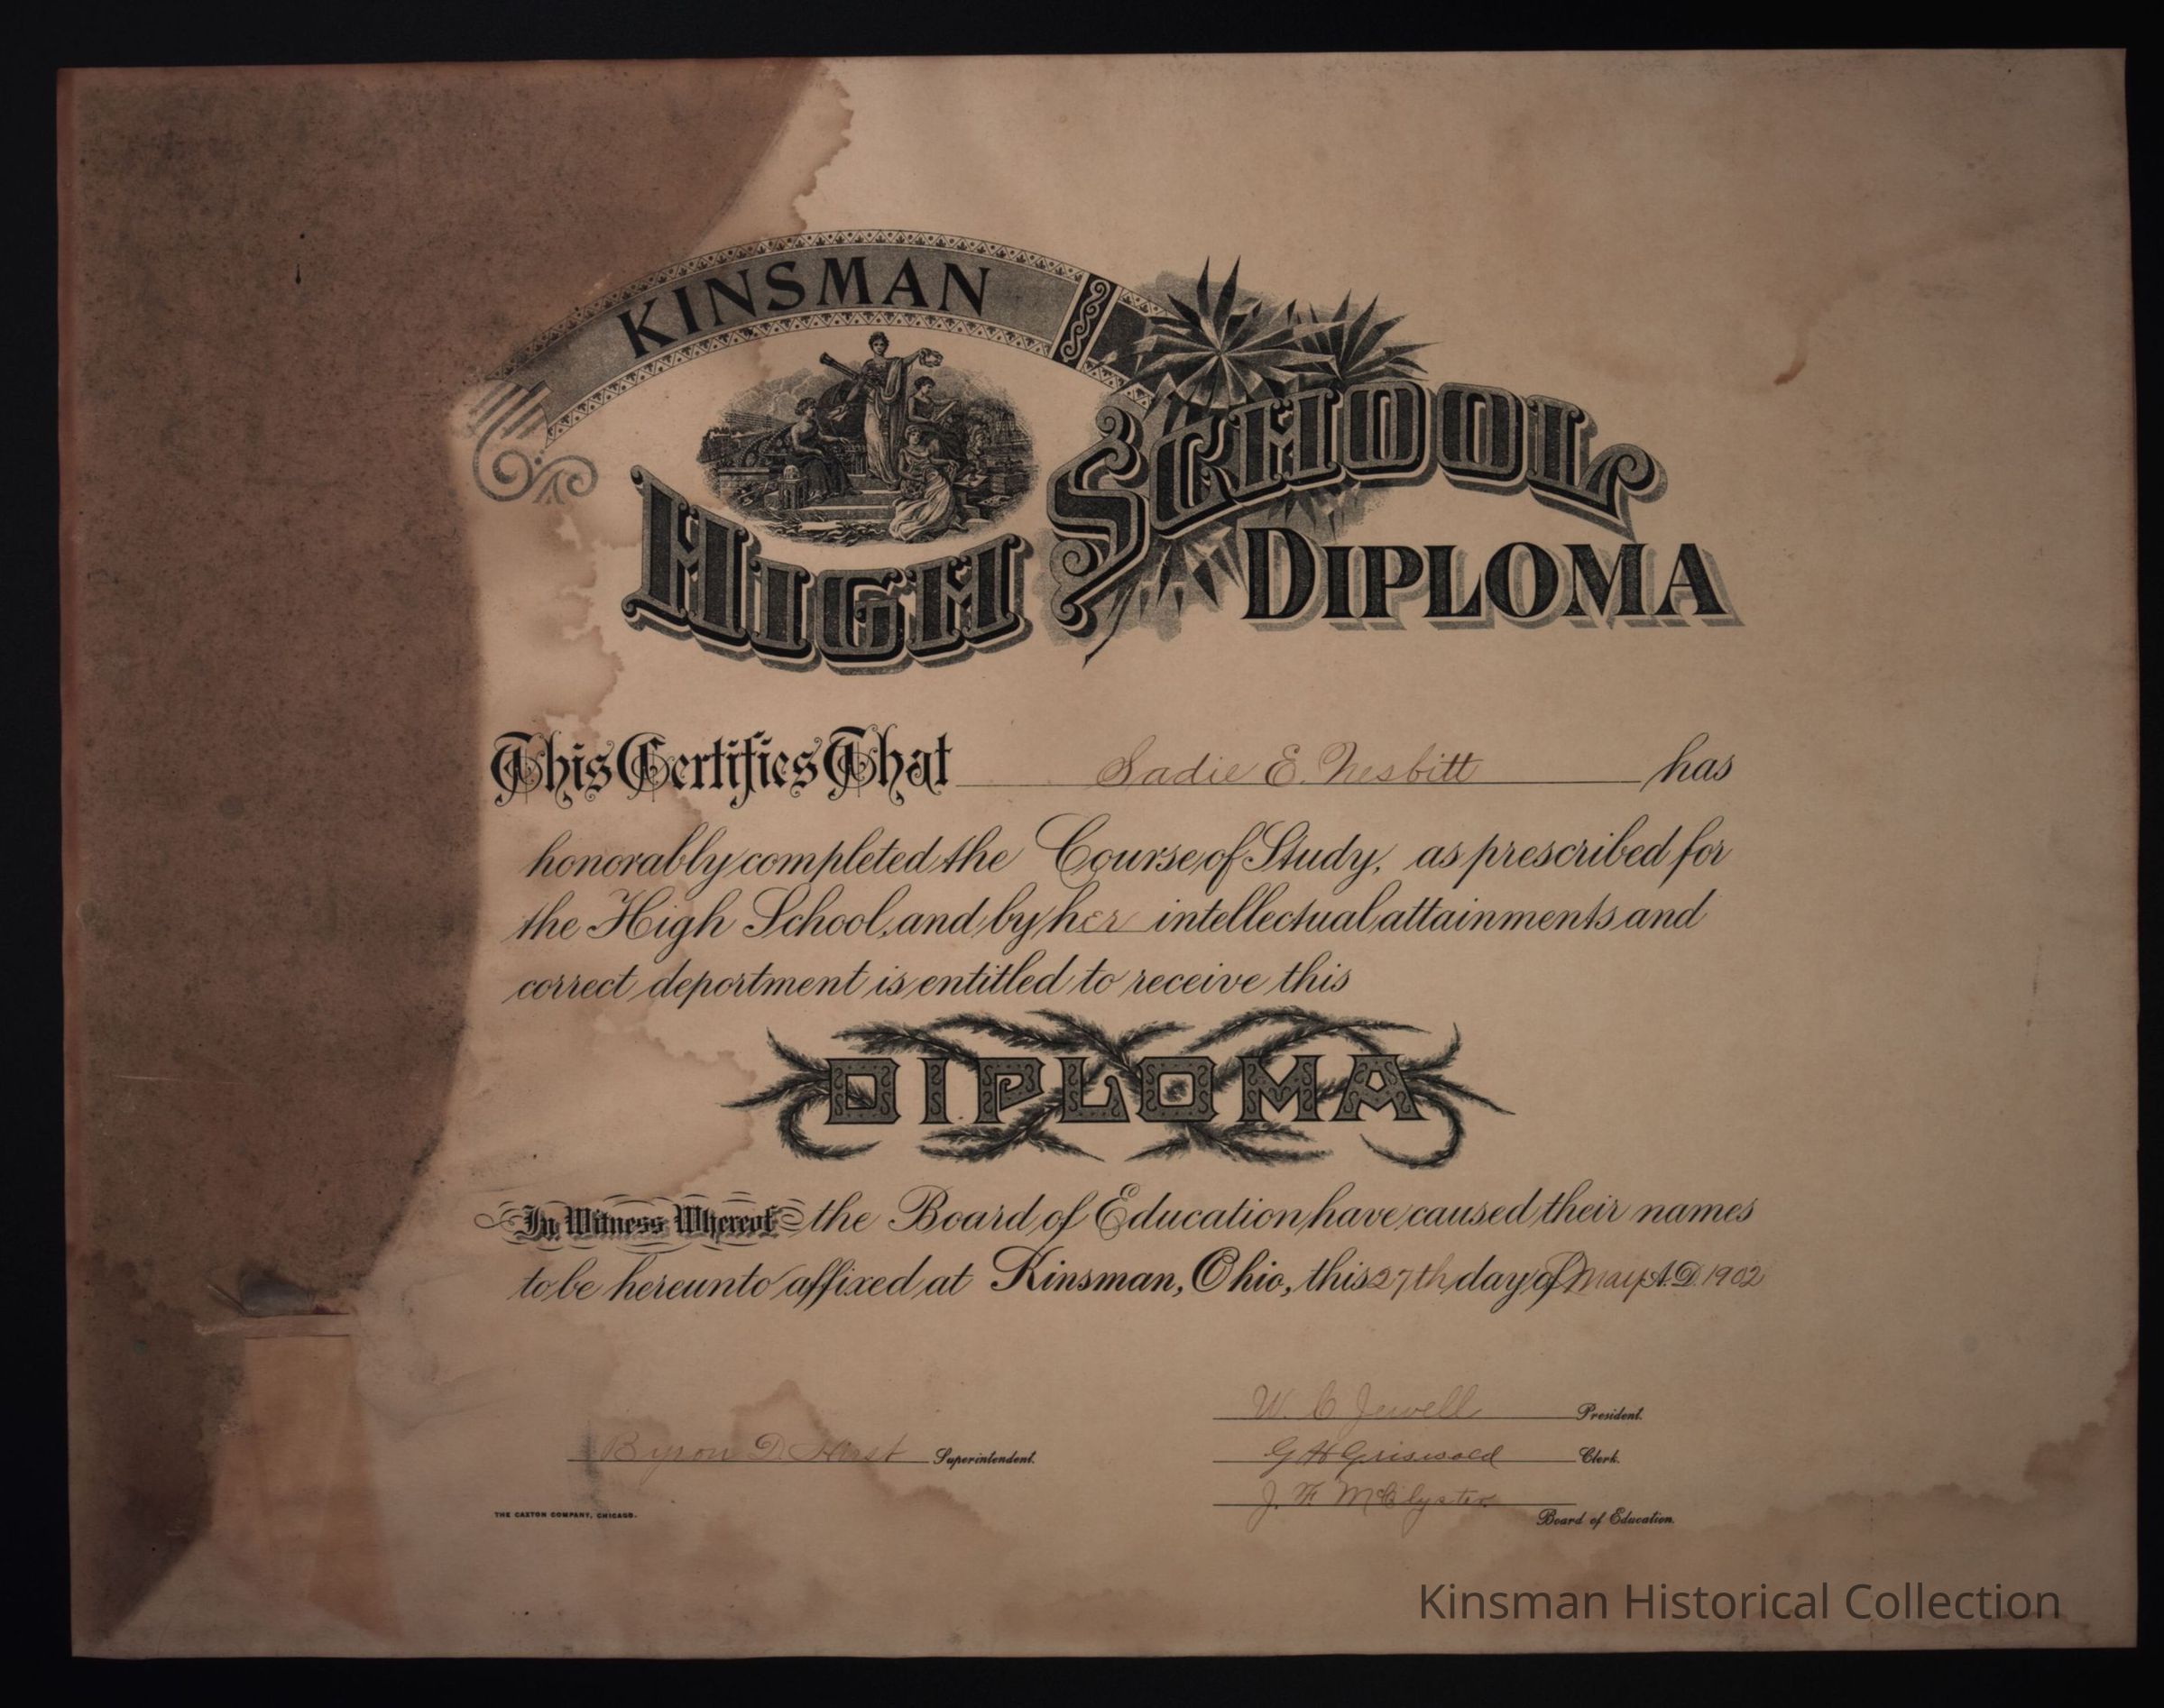 KINSMAN
HIGH SCHOOL
DIPLOMA
This Certifies That Sadie E. Nesbitt has
honorably completed the Course of Study, as prescribed for
the High School, and by her intellectual attainments and
correct deportment is entitled to receive this
DIPLOMA
In Witness Whereof the Board of Education have caused their names
to be hereunto affixed at Kinsman, Ohio, this 27th day of May A.D. 1902
W. C. Jewell President.
Byron D. Superintendent.
G H Griswold Clerk.
J. F.
Board of Education.
THE CAXTON COMPANY, CHICAGO.
Kinsman Historical Collection